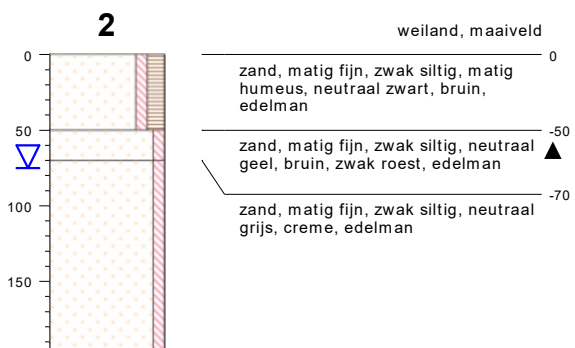 2
weiland, maaiveld
0
0
zand, matig fijn, zwak siltig, matig
humeus, neutraal zwart, bruin,
edelman
50
-50
zand, matig fijn, zwak siltig, neutraal
geel, bruin, zwak roest, edelman
-70
100
zand, matig fijn, zwak siltig, neutraal
grijs, creme, edelman
150